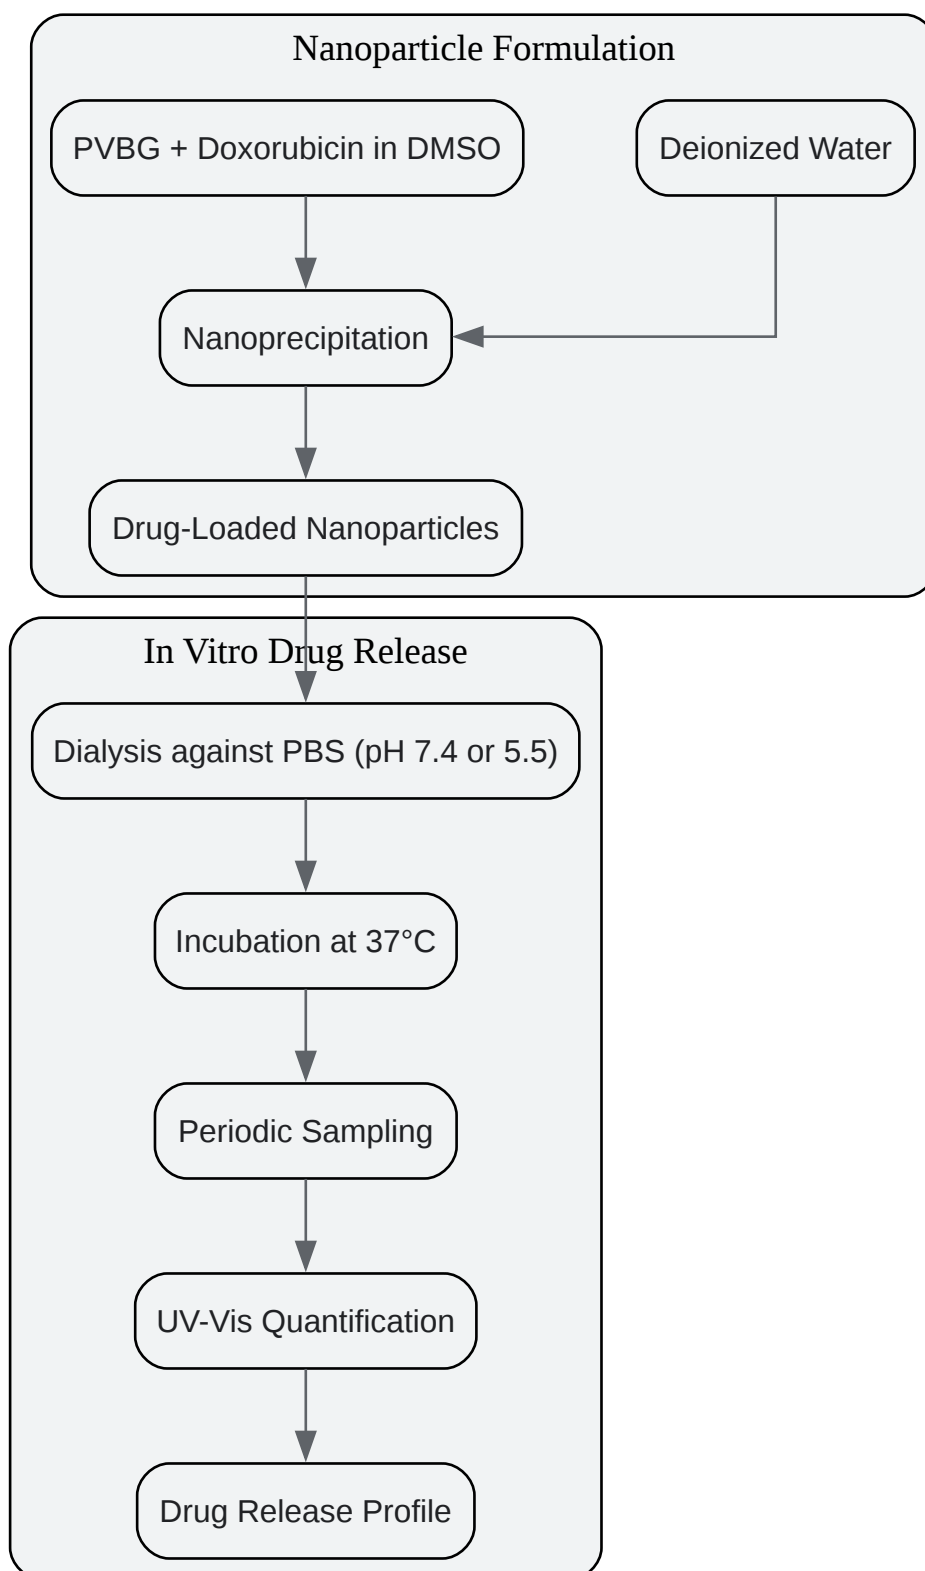 Nanoparticle Formulation
PVBG + Doxorubicin in DMSO
Deionized Water
Nanoprecipitation
Drug-Loaded Nanoparticles
In Vitro Drug Release
Dialysis against PBS (pH 7.4 or 5.5)
Incubation at 37°C
Periodic Sampling
UV-Vis Quantification
Drug Release Profile